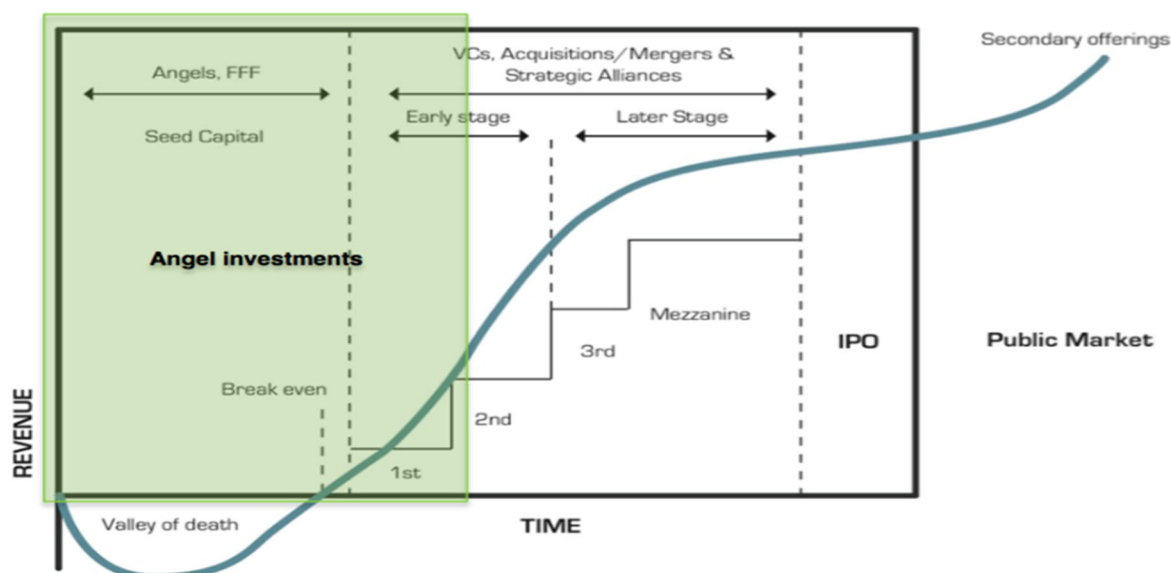 Secondary offerings
VCs, Acquisitions/Mergers &
Strategic Alliances
Angels, FFF
Early stage
Later Stage
Seed Capital
Angel investments
Mezzanine
IPO
Public Market
3rd
Break even
2nd
1st
REVENUE
Valley of death
TIME